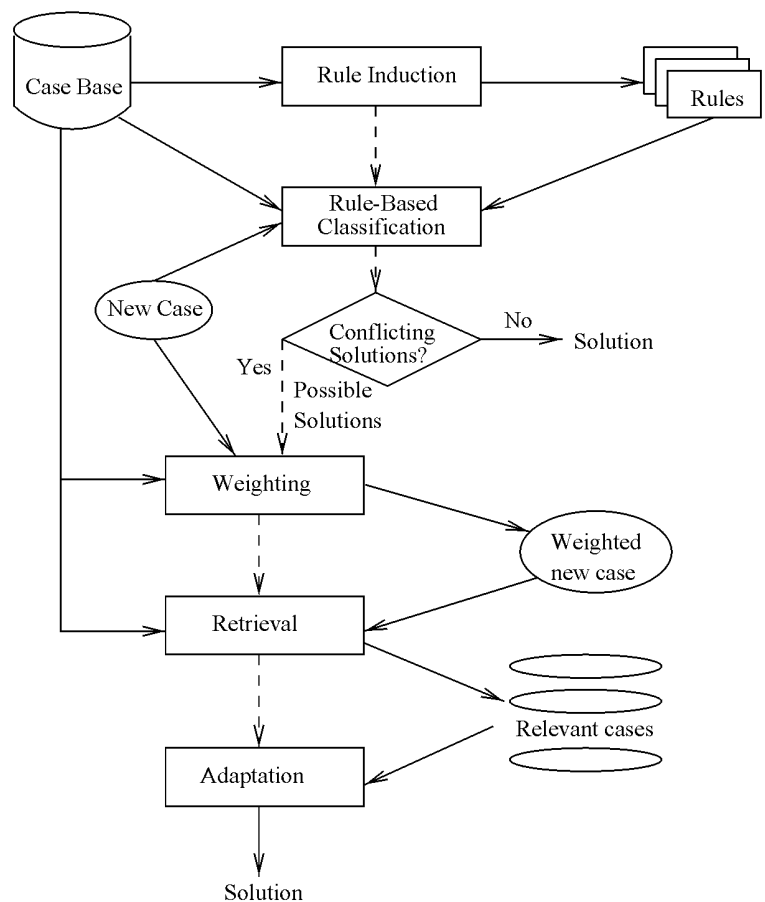 Case Base
Rule Induction
Rules
Rule-Based
Classification
New Case
Conflicting
Solutions?
No
Solution
Yes
Possible
Solutions
Weighting
Weighted
new case
Retrieval
Relevant cases
Adaptation
Solution